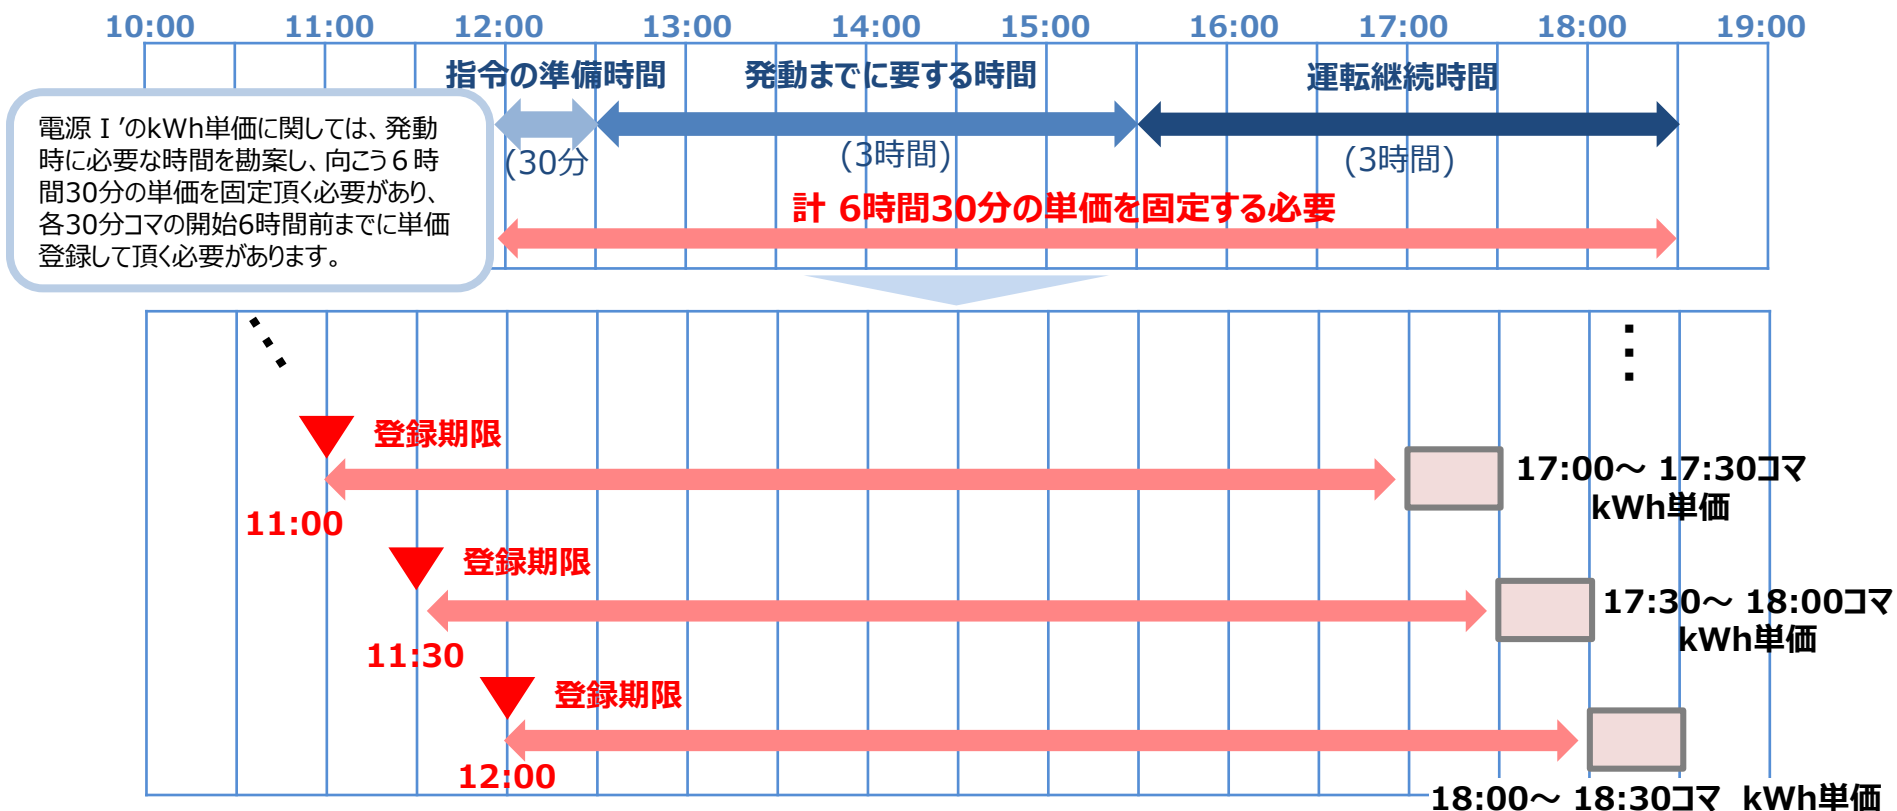 10:00 11:00 12:00 13:00 14:00 15:00 16:00 17:00 18:00 19:00
指令の準備時間 発動までに要する時間 運転継続時間
電源Ⅰ’のkWh単価に関しては、発動
時に必要な時間を勘案し、向こう6時
間30分の単価を固定頂く必要があり、
各30分コマの開始6時間前までに単価
登録して頂く必要があります。
(30分 (3時間) (3時間)
計 6時間30分の単価を固定する必要
登録期限
11:00
17:00～ 17:30コマ
kWh単価
登録期限
11:30
17:30～ 18:00コマ
kWh単価
登録期限
12:00
18:00～ 18:30コマ kWh単価